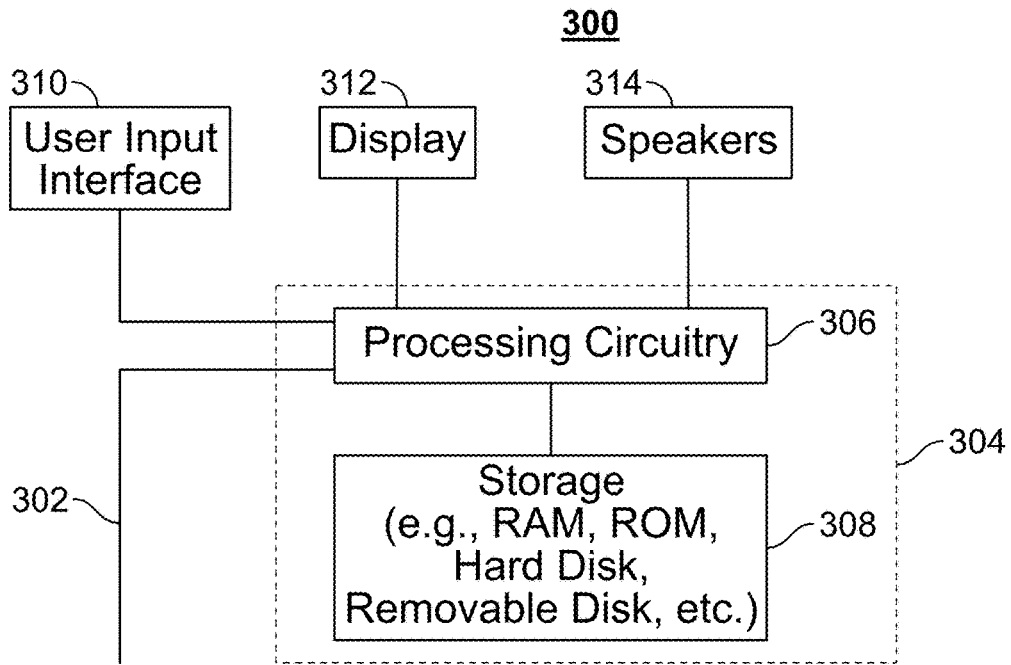 300
310
312
314
User Input
Interface
Display
Speakers
Processing Circuitry
306
304
302
Storage
(e.g., RAM, ROM,
Hard Disk,
Removable Disk, etc.)
308